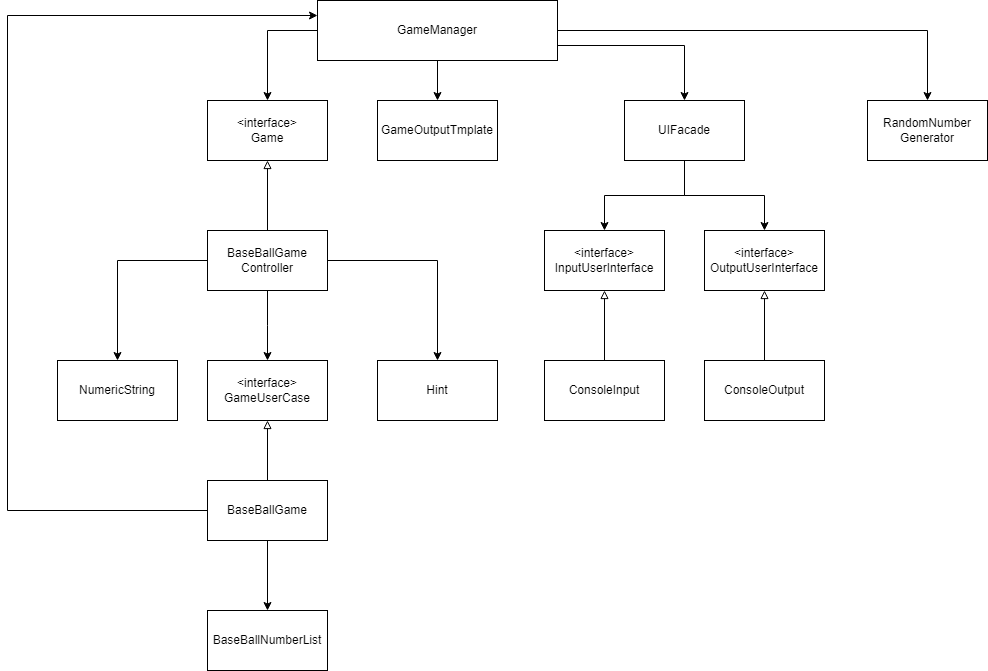 GameManager
<interface>
Game
GameOutputTmplate
UIFacade
RandomNumber
Generator
BaseBallGame
Controller
<interface>
InputUserInterface
<interface>
OutputUserInterface
NumericString
<interface>
GameUserCase
Hint
ConsoleInput
ConsoleOutput
BaseBallGame
BaseBallNumberList